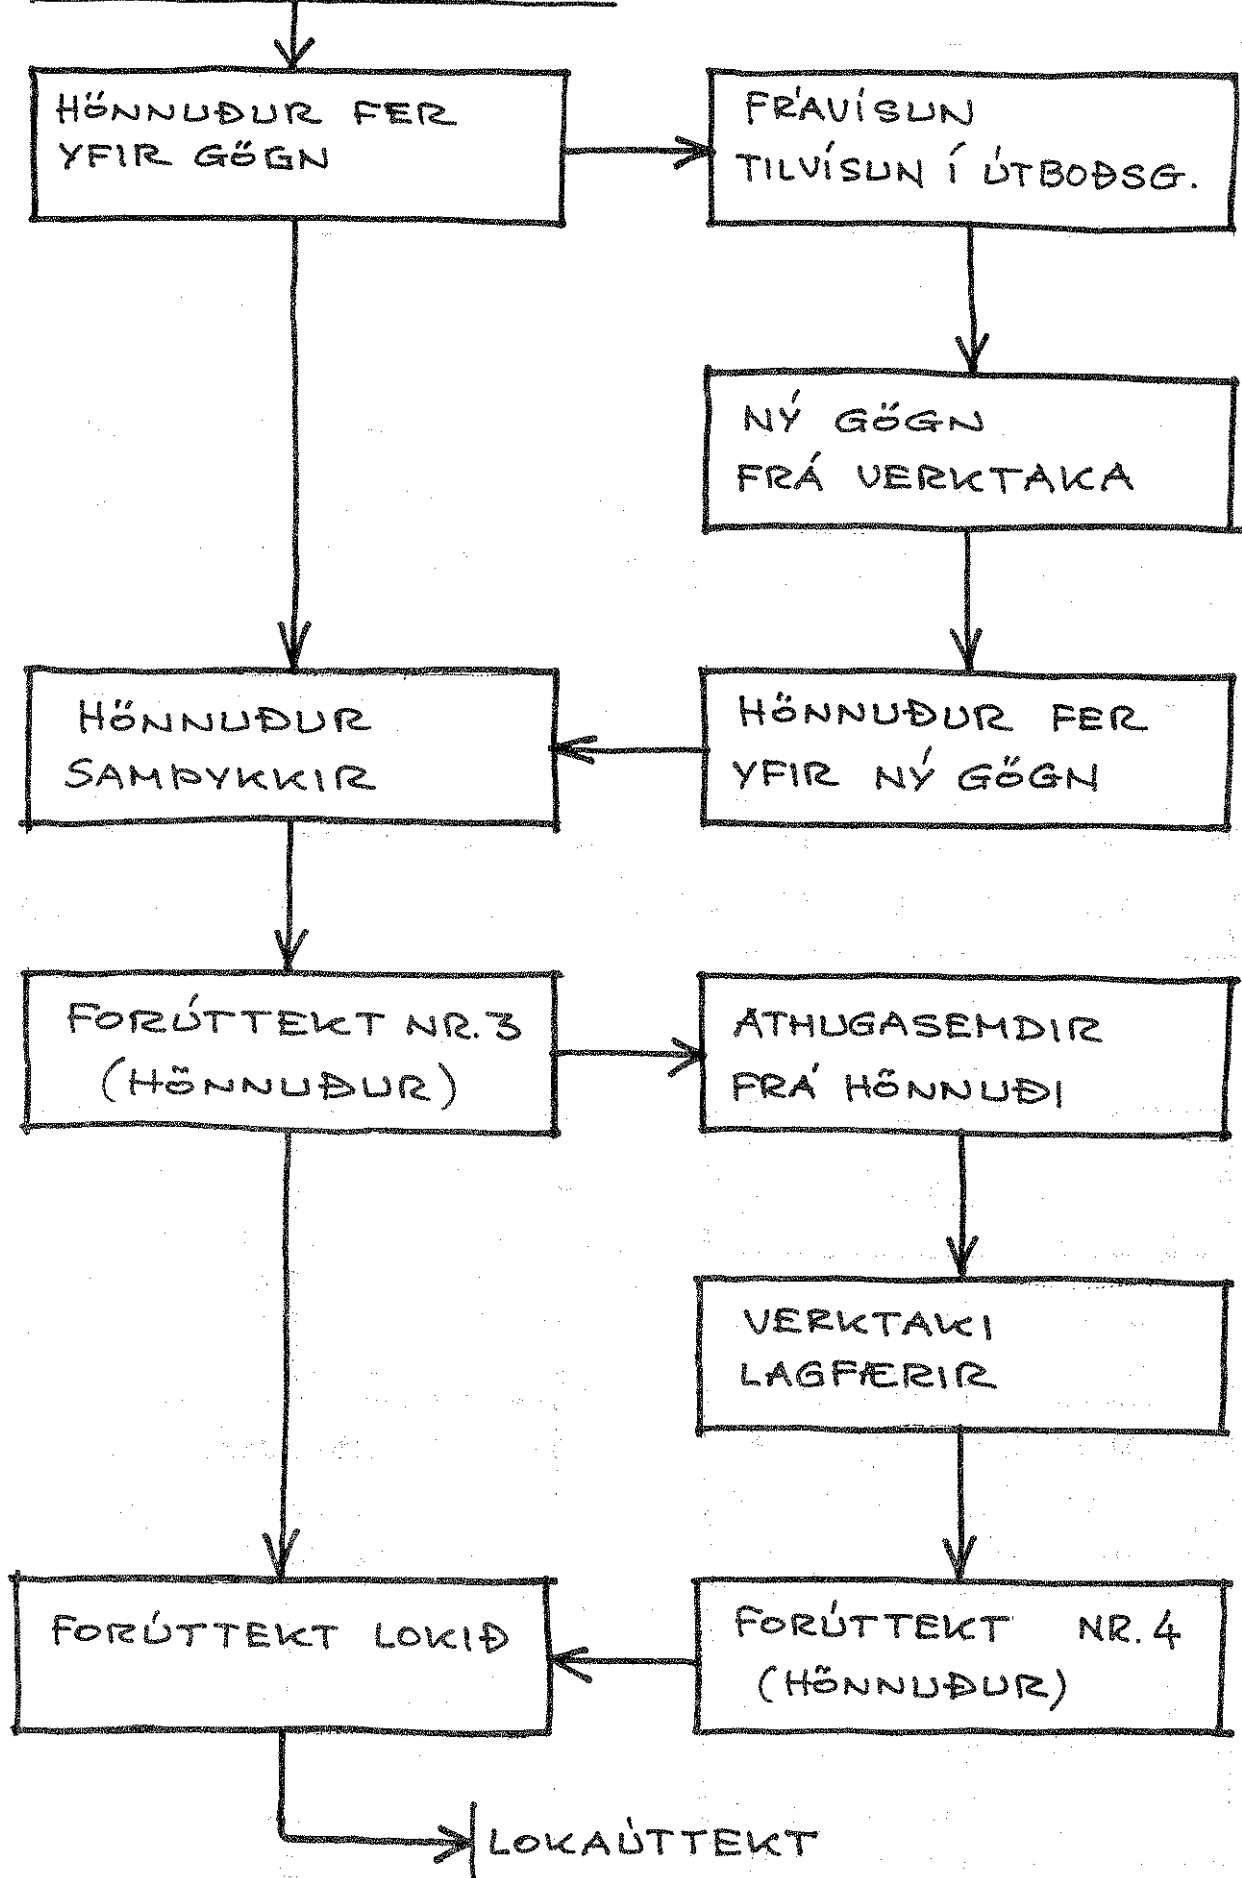 HÖNNUÐUR FER
YFIR GÖGN
FRÁVÍSUN
TILVÍSUN Í ÚTBOÐSG.
NÝ GÖGN
FRÁ VERKTAKA
HÖNNUÐUR
SAMÞYKKIR
HÖNNUÐUR FER
YFIR NÝ GÖGN
FORÚTTEKT NR. 3
(HÖNNUÐUR)
ATHUGASEMDIR
FRÁ HÖNNUÐI
VERKTAKI
LAGFÆRIR
FORÚTTEKT LOKIÐ
FORÚTTEKT NR. 4
(HÖNNUÐUR)
LOKAÚTTEKT